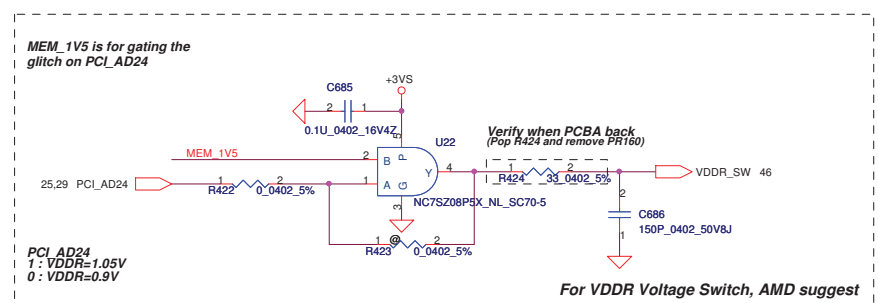 MEM_1V5 is for gating the
glitch on PCI_AD24
+3VS
C685
2 1
0.1U_0402_16V4Z
5
U22
Verify when PCBA back
(Pop R424 and remove PR160)
MEM_1V5
2
B P
Y
4
1 2
R424 33_0402_5%
VDDR_SW 46
25,29 PCI_AD24
1 2
R422 0_0402_5%
1
A G
3
NC7SZ08P5X_NL_SC70-5
2
C686
150P_0402_50V8J
1
1 @ 2
R423 0_0402_5%
PCI_AD24
1 : VDDR=1.05V
0 : VDDR=0.9V
For VDDR Voltage Switch, AMD suggest